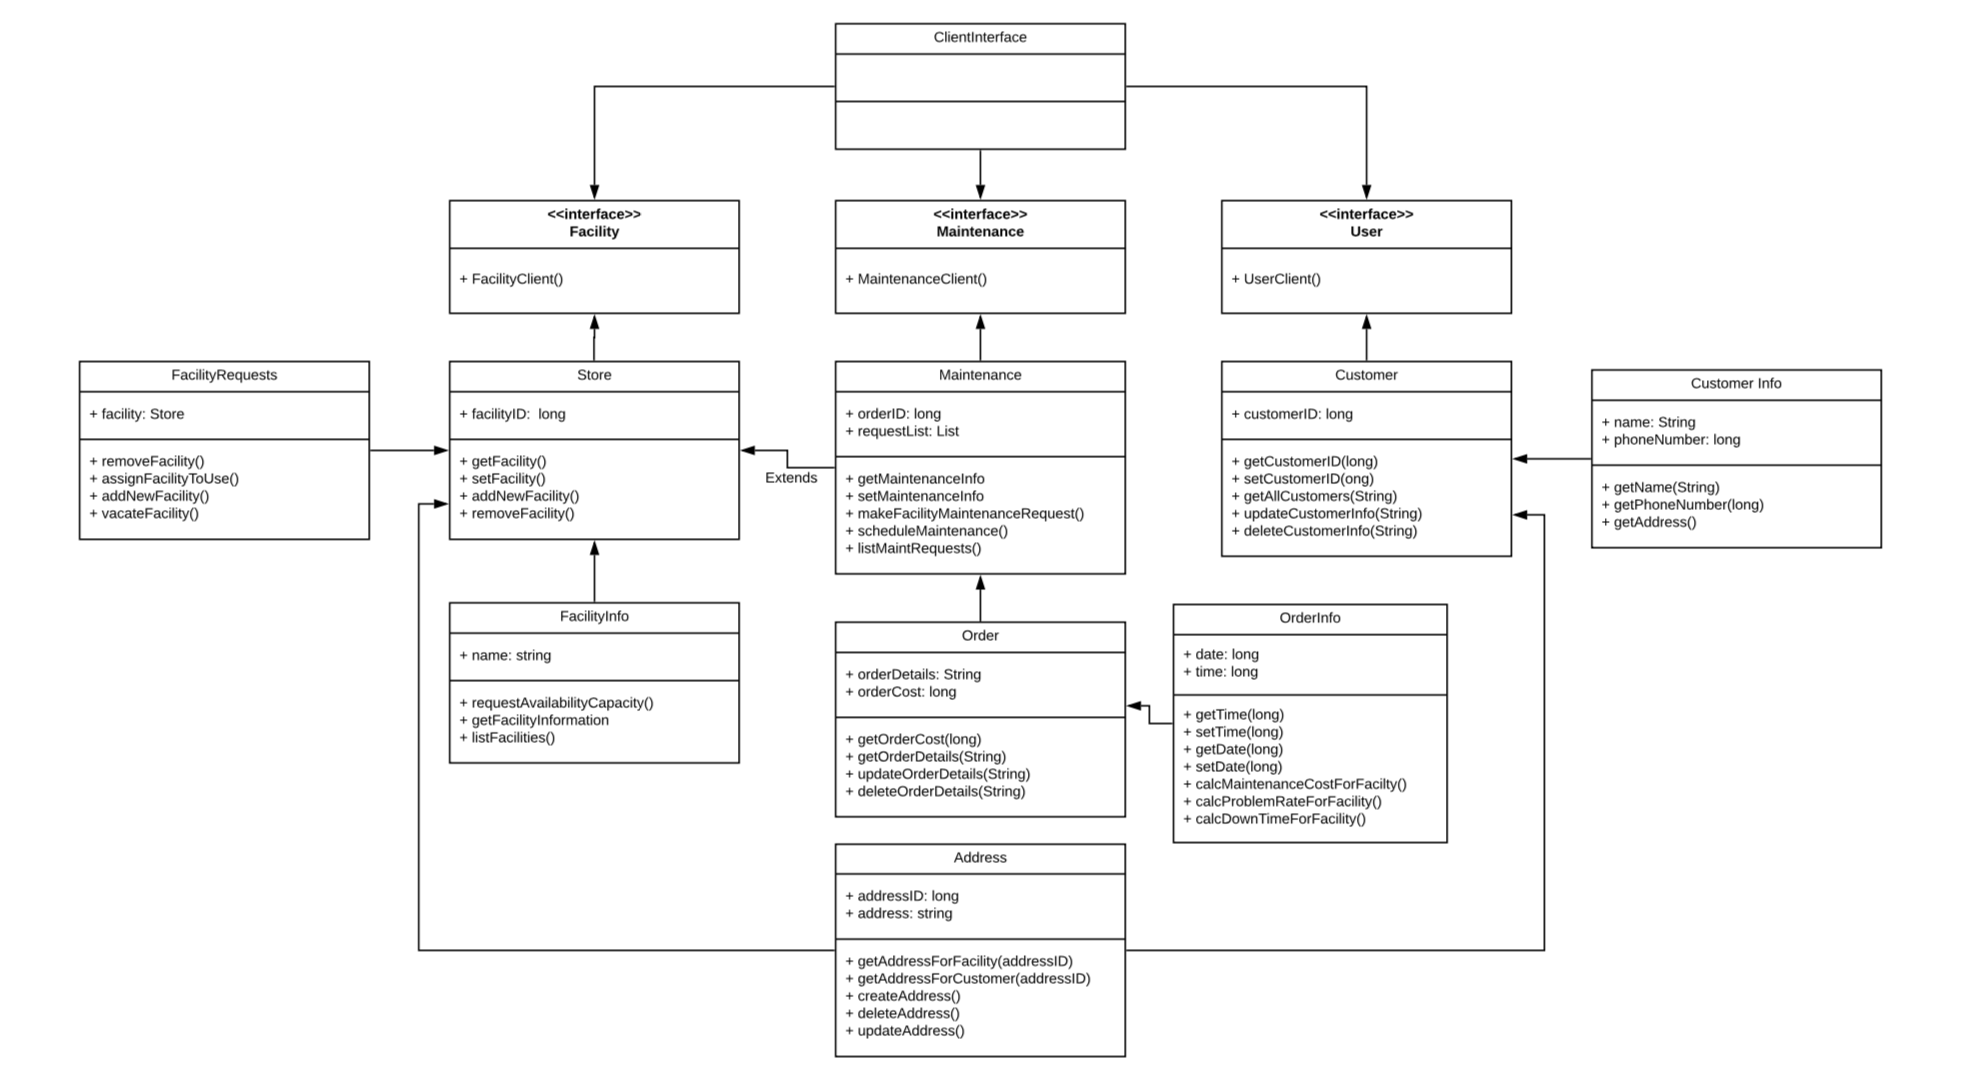 ClientInterface
<<interface>>
Facility
+ FacilityClient()
<<interface>>
Maintenance
+ MaintenanceClient()
<<interface>>
User
+ UserClient()
FacilityRequests
+ facility: Store
+ removeFacility()
+ assignFacilityToUse()
+ addNewFacility()
+ vacateFacility()
Store
+ facilityID:  long
+ getFacility()
+ setFacility()
+ addNewFacility()
+ removeFacility()
Extends
Maintenance
+ orderID: long
+ requestList: List
+ getMaintenanceInfo
+ setMaintenanceInfo
+ makeFacilityMaintenanceRequest()
+ scheduleMaintenance()
+ listMaintRequests()
Customer
+ customerID: long
+ getCustomerID(long)
+ setCustomerID(ong)
+ getAllCustomers(String)
+ updateCustomerInfo(String)
+ deleteCustomerInfo(String)
Customer Info
+ name: String
+ phoneNumber: long
+ getName(String)
+ getPhoneNumber(long)
+ getAddress()
FacilityInfo
+ name: string
+ requestAvailabilityCapacity()
+ getFacilityInformation
+ listFacilities()
Order
+ orderDetails: String
+ orderCost: long
+ getOrderCost(long)
+ getOrderDetails(String)
+ updateOrderDetails(String)
+ deleteOrderDetails(String)
OrderInfo
+ date: long
+ time: long
+ getTime(long)
+ setTime(long)
+ getDate(long)
+ setDate(long)
+ calcMaintenanceCostForFacilty()
+ calcProblemRateForFacility()
+ calcDownTimeForFacility()
Address
+ addressID: long
+ address: string
+ getAddressForFacility(addressID)
+ getAddressForCustomer(addressID)
+ createAddress()
+ deleteAddress()
+ updateAddress()